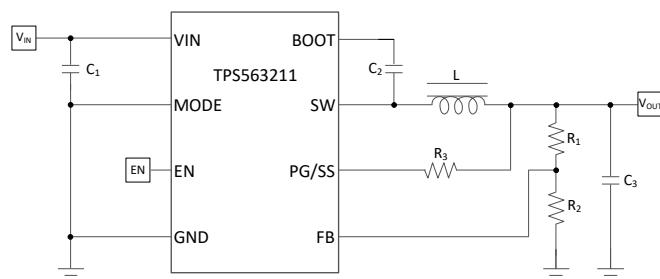 VIN
VIN
BOOT
C1
TPS563211
C2
L
MODE
SW
VOUT
R1
R3
EN
EN
PG/SS
C3
R2
GND
FB